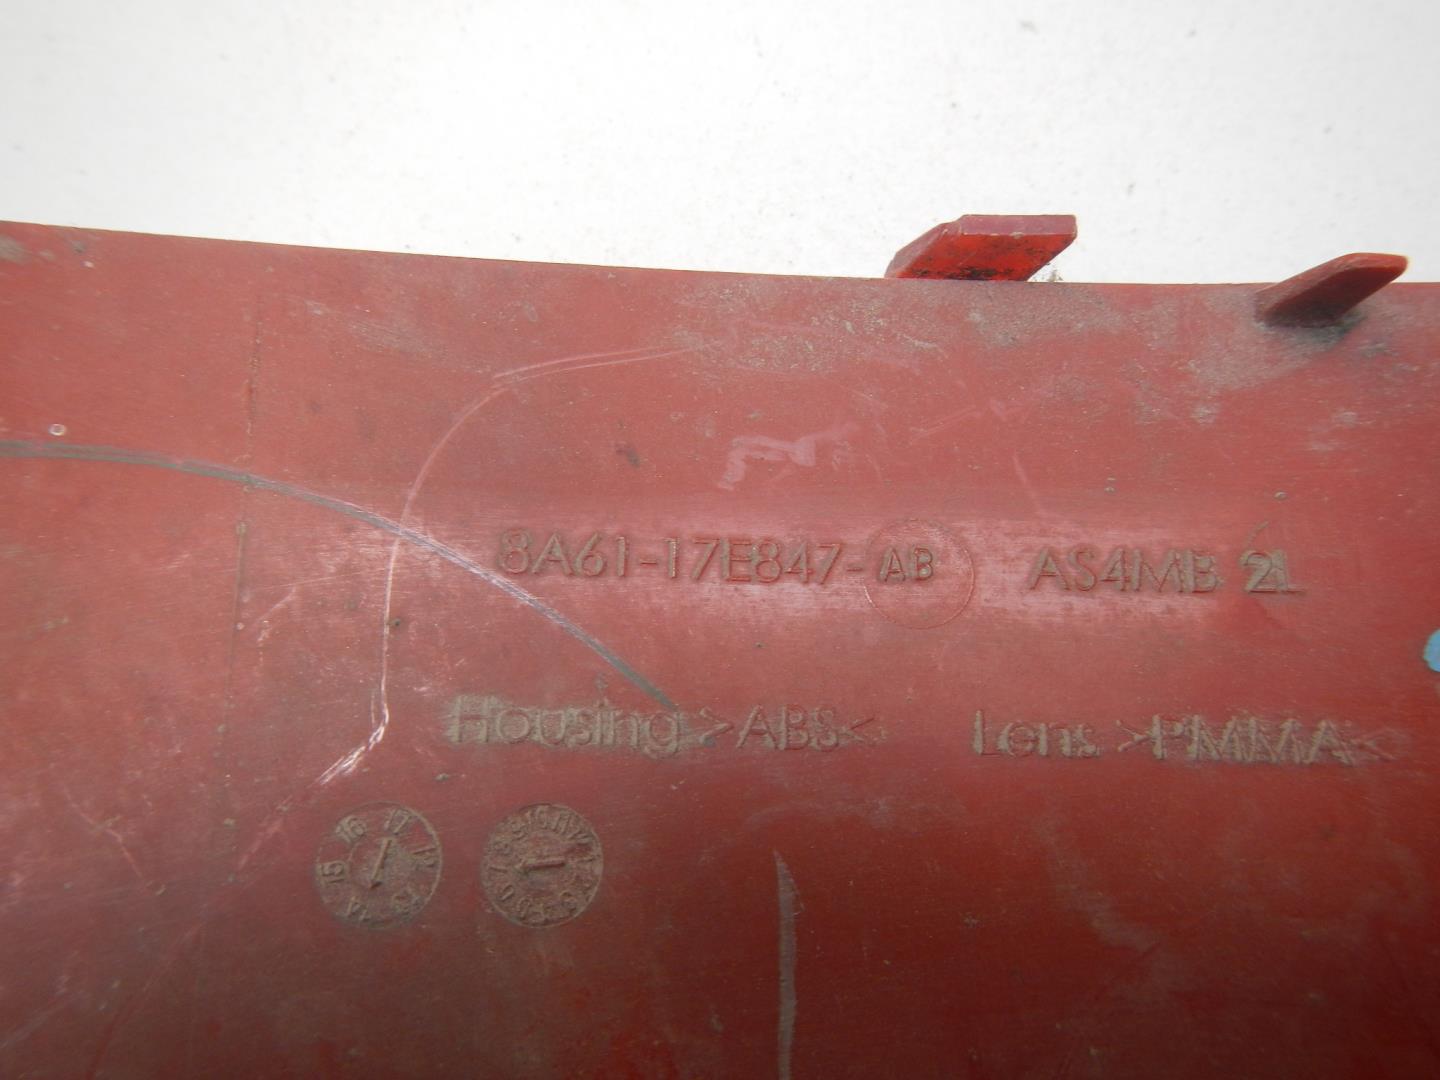 8A61-17E847-AB AS4MB 2L
Housing >ABS< Lens >PMMA<